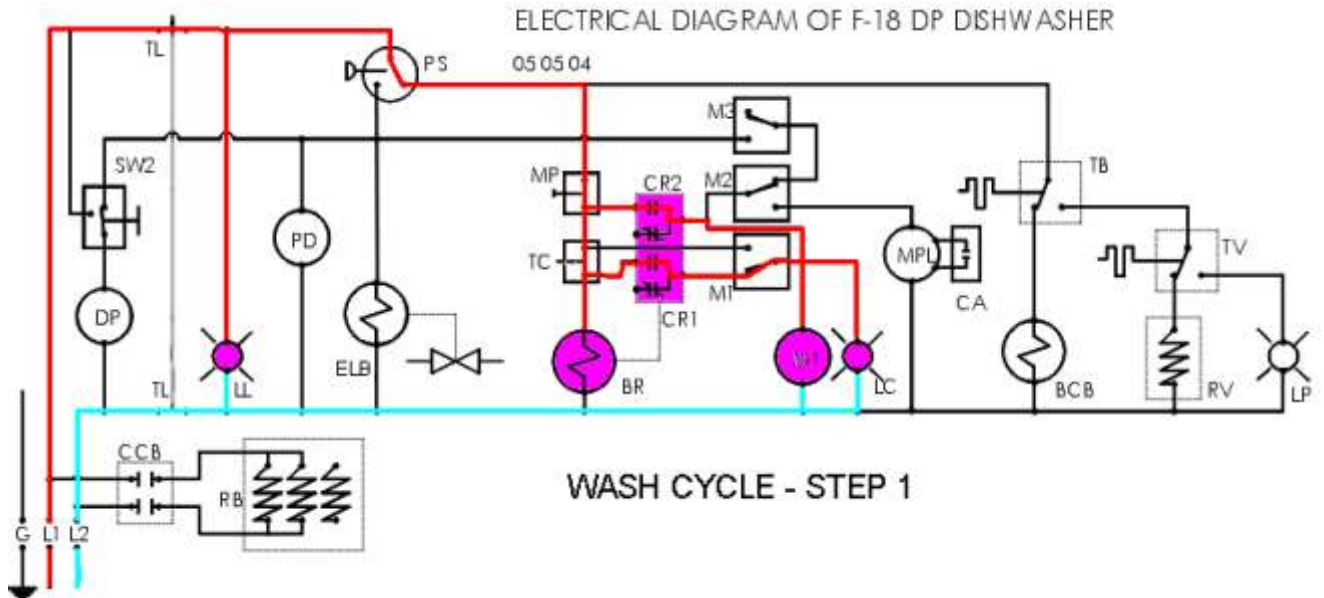 ELECTRICAL DIAGRAM OF F-18 DP DISHWASHER
TL
PS
05 05 04
M3
SW2
MP
CR2
M2
TB
PD
TC
MPL
TV
M1
CA
CR1
DP
ELB
LL
BR
LC
BCB
RV
LP
TL
CCB
RB
WASH CYCLE - STEP 1
G L1 L2